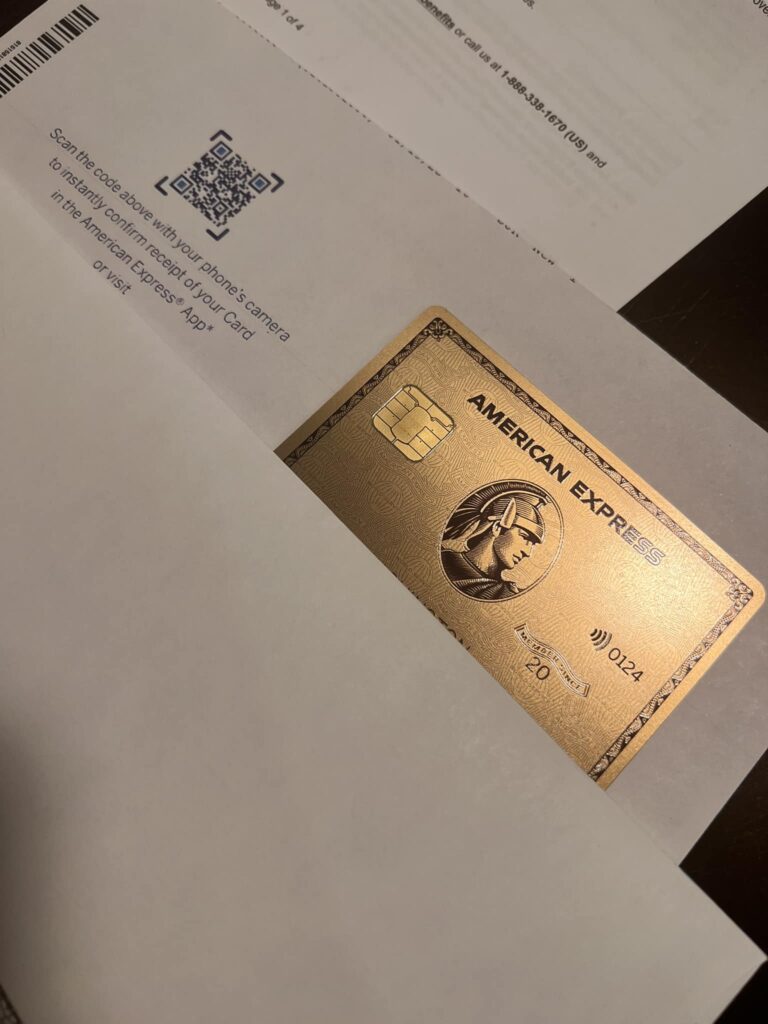 us.
benefits or call us at 1-888-338-1670 (US) and
Page 1 of 4
Scan the code above with your phone's camera
to instantly confirm receipt of your Card
in the American Express® App*
or visit
AMERICAN EXPRESS
MEMBER SINCE
20
0124